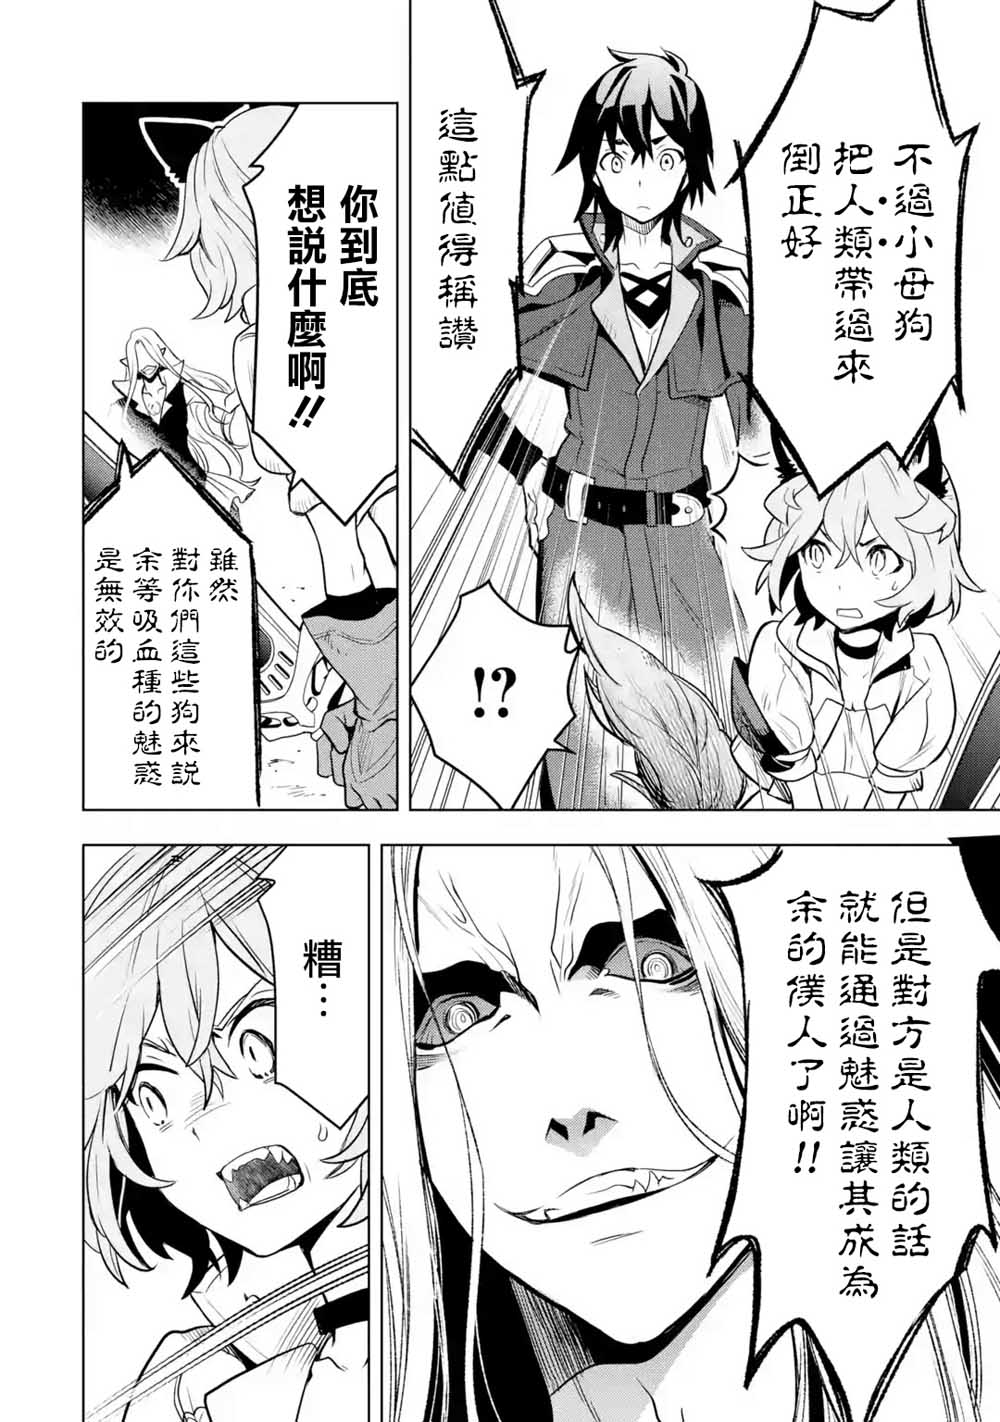 不過小母狗
把人類帶過來
倒正好
這點值得稱讚
!?
你到底
想說什麼啊!!
雖然
對你們這些狗來說
余等吸血種的魅惑
是無效的
但是對方是人類的話
就能通過魅惑讓其成為
余的僕人了啊!!
糟…